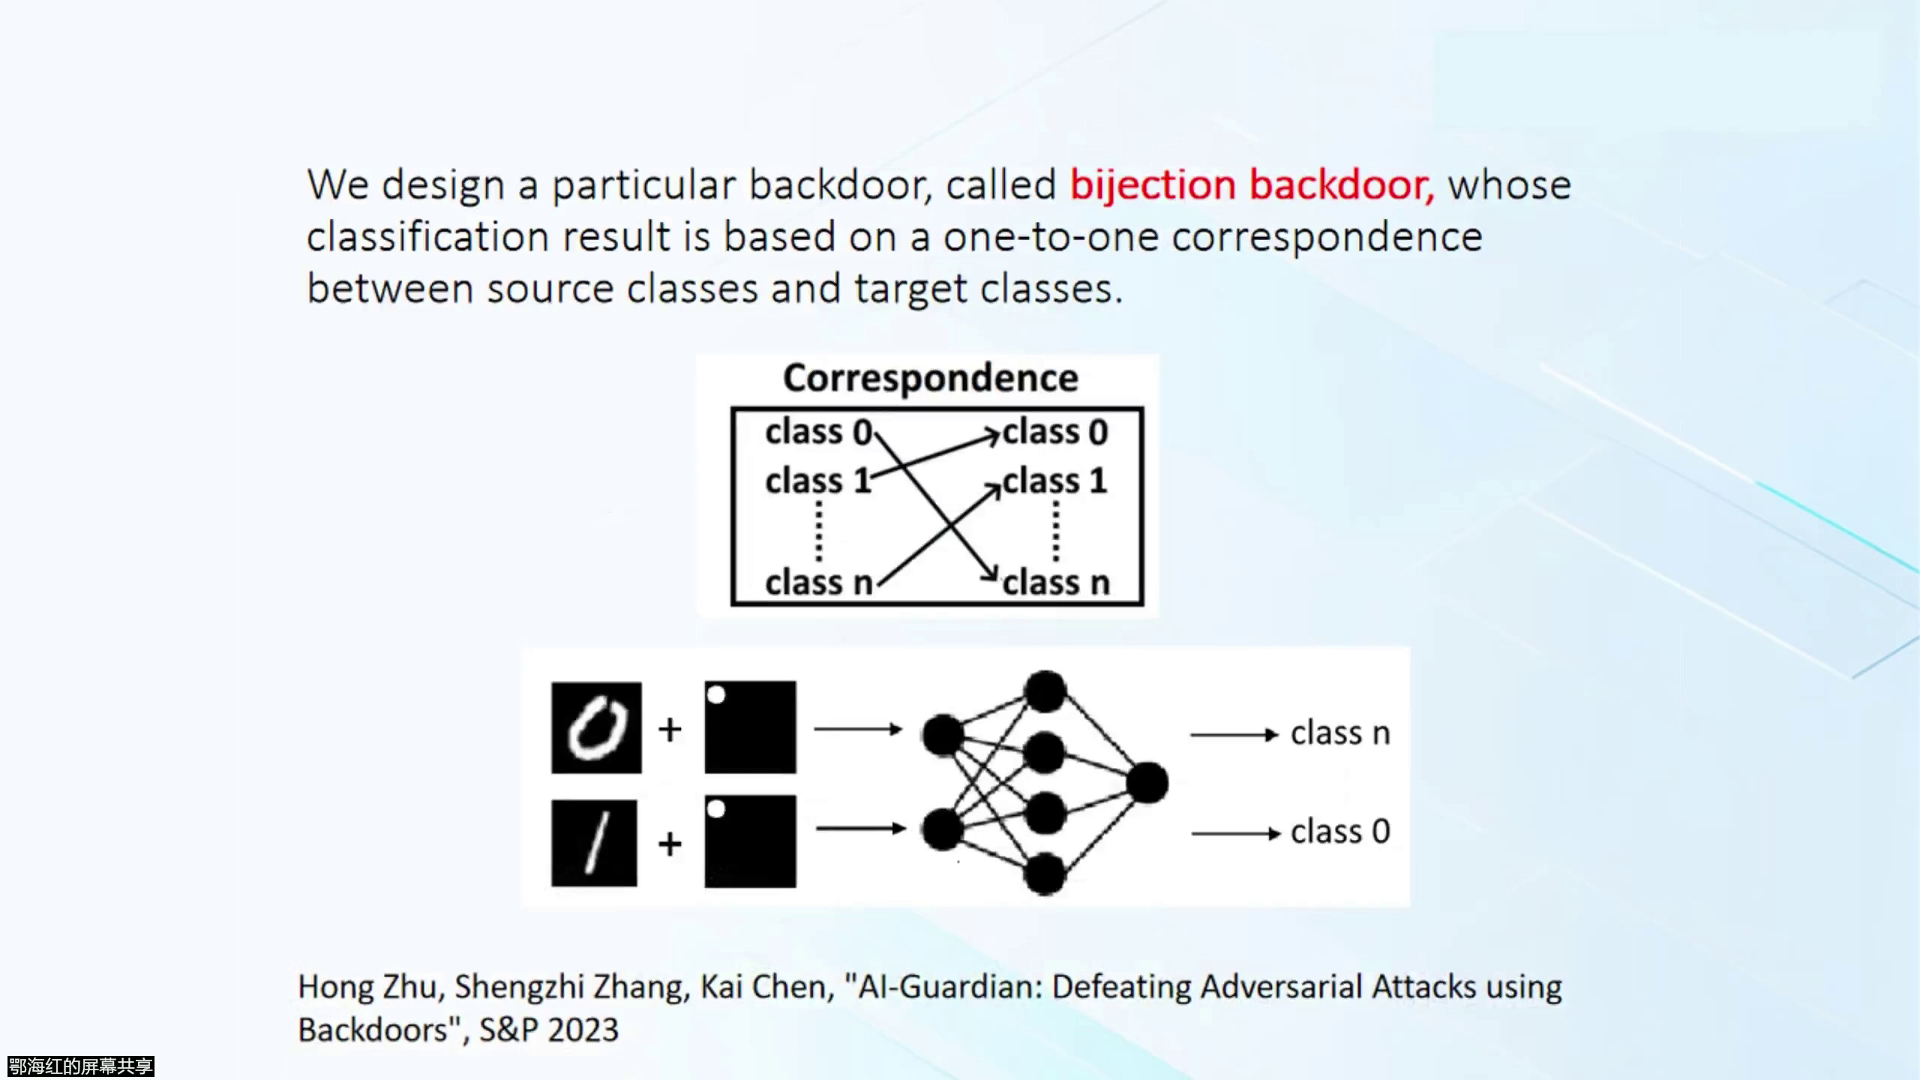 We design a particular backdoor, called bijection backdoor, whose
classification result is based on a one-to-one correspondence
between source classes and target classes.
Correspondence
class 0 class 0
class 1 class 1
class n class n
0 + class n
1 + class 0
Hong Zhu, Shengzhi Zhang, Kai Chen, "AI-Guardian: Defeating Adversarial Attacks using
Backdoors", S&P 2023
鄂海红的屏幕共享